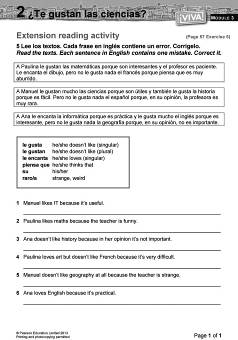 2 ¿Te gustan las ciencias?
¡VIVA! MODULE 3
Extension reading activity
(Page 57 Exercise 6)
5 Lee los textos. Cada frase en inglés contiene un error. Corrígelo.
Read the texts. Each sentence in English contains one mistake. Correct it.
A Paulina le gustan las matemáticas porque son interesantes y el profesor es paciente.
Le encanta el dibujo, pero no le gusta nada el francés porque piensa que es muy
aburrido.
A Manuel le gustan mucho las ciencias porque son útiles y también le gusta la historia
porque es fácil. Pero no le gusta nada el español porque, en su opinión, la profesora es
muy rara.
A Ana le encanta la informática porque es práctica y le gusta mucho el inglés porque es
interesante, pero no le gusta nada la geografía porque, en su opinión, no es importante.
le gusta he/she doesn't like (singular)
le gustan he/she doesn't like (plural)
le encanta he/she loves (singular)
piensa que he/she thinks that
su his/her
raro/a strange, weird
1 Manuel likes IT because it's useful.
2 Paulina likes maths because the teacher is funny.
3 Ana doesn't like history because in her opinion it's not important.
4 Paulina loves art but doesn't like French because it's very difficult.
5 Manuel doesn't like geography at all because the teacher is strange.
6 Ana loves English because it's practical.
© Pearson Education Limited 2013
Printing and photocopying permitted
Page 1 of 1